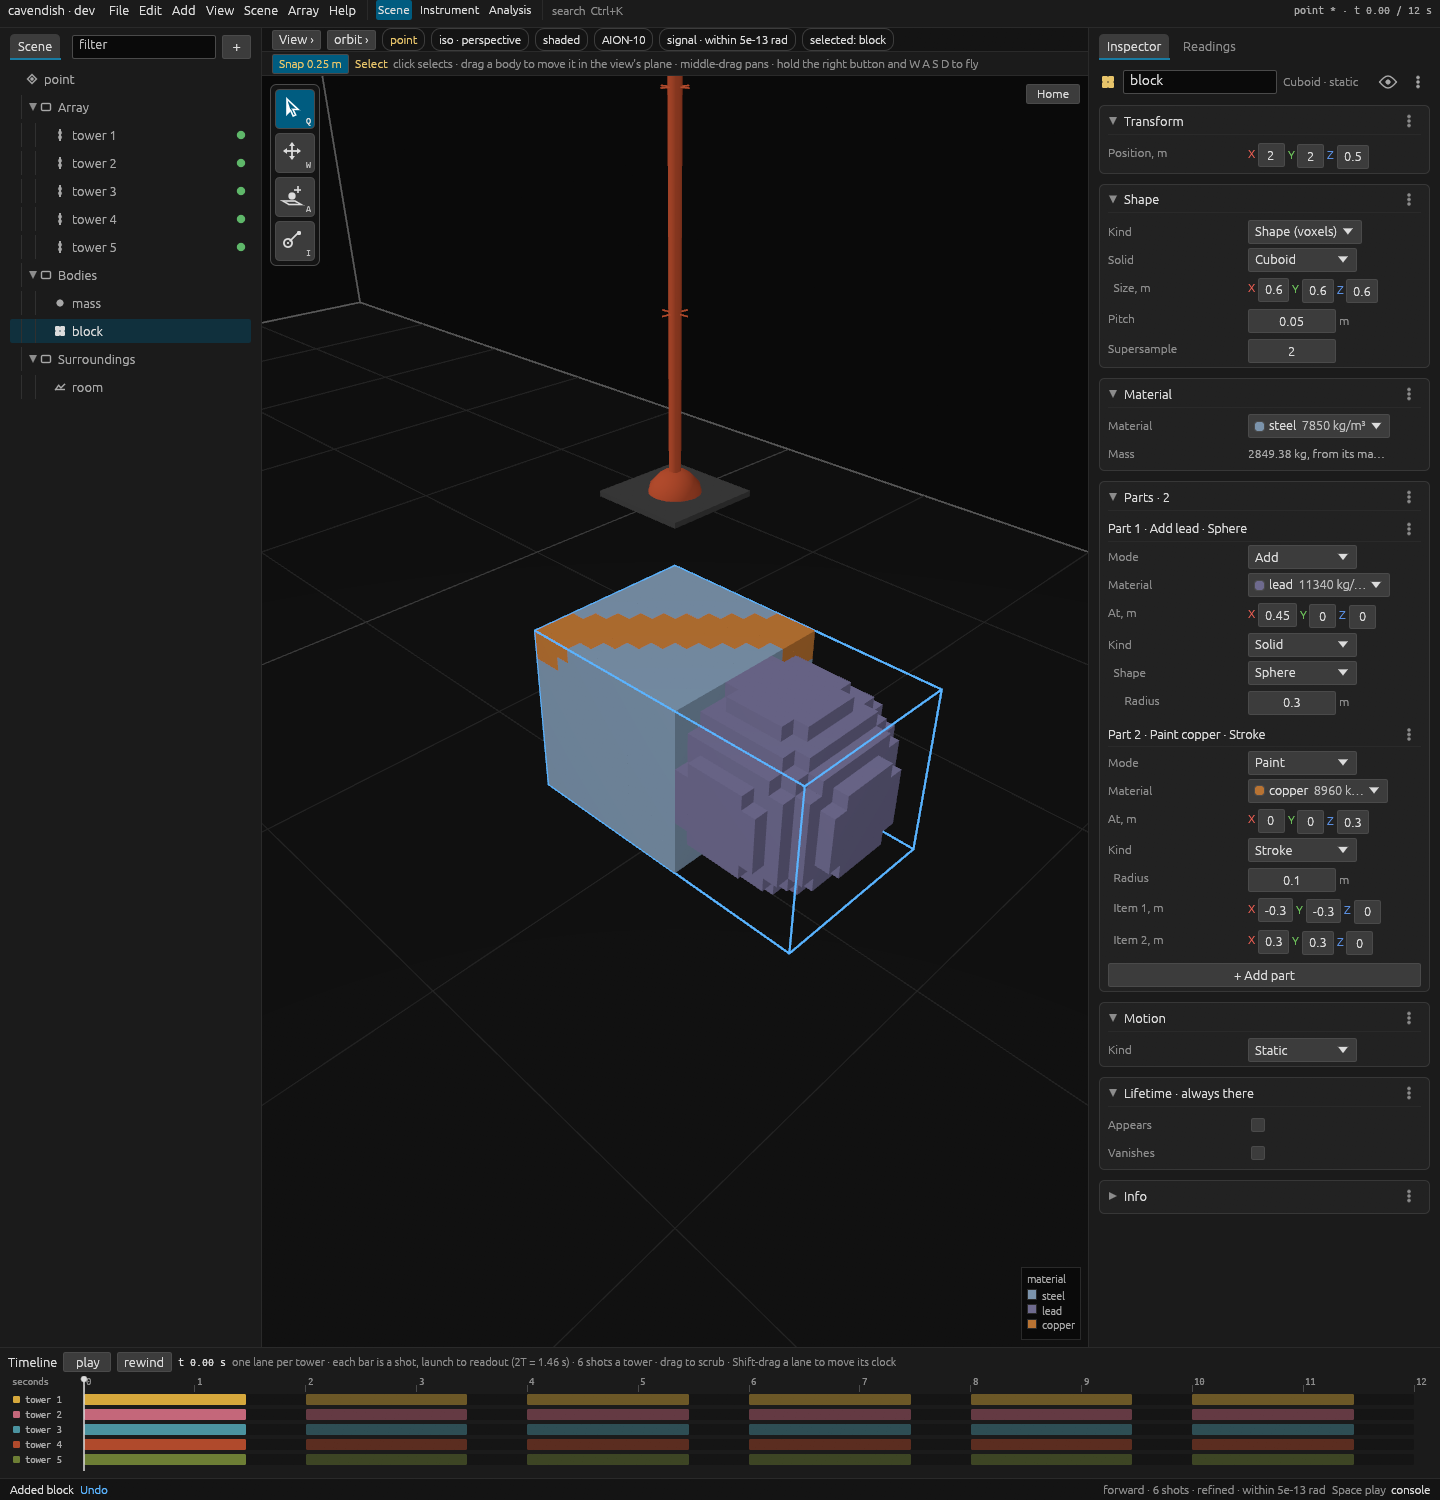 cavendish · dev File Edit Add View Scene Array Help Scene Instrument Analysis search Ctrl+K point * · t 0.00 / 12 s
Scene filter +
point
Array
tower 1
tower 2
tower 3
tower 4
tower 5
Bodies
mass
block
Surroundings
room
View › orbit › point iso · perspective shaded AION-10 signal · within 5e-13 rad selected: block
Snap 0.25 m Select click selects · drag a body to move it in the view's plane · middle-drag pans · hold the right button and W A S D to fly
Q
W
A
I
Home
material
steel
lead
copper
Inspector Readings
block Cuboid · static
Transform
Position, m X 2 Y 2 Z 0.5
Shape
Kind Shape (voxels)
Solid Cuboid
Size, m X 0.6 Y 0.6 Z 0.6
Pitch 0.05 m
Supersample 2
Material
Material steel 7850 kg/m³
Mass 2849.38 kg, from its ma…
Parts · 2
Part 1 · Add lead · Sphere
Mode Add
Material lead 11340 kg/…
At, m X 0.45 Y 0 Z 0
Kind Solid
Shape Sphere
Radius 0.3 m
Part 2 · Paint copper · Stroke
Mode Paint
Material copper 8960 k…
At, m X 0 Y 0 Z 0.3
Kind Stroke
Radius 0.1 m
Item 1, m X -0.3 Y -0.3 Z 0
Item 2, m X 0.3 Y 0.3 Z 0
+ Add part
Motion
Kind Static
Lifetime · always there
Appears
Vanishes
Info
Timeline play rewind t 0.00 s one lane per tower · each bar is a shot, launch to readout (2T = 1.46 s) · 6 shots a tower · drag to scrub · Shift-drag a lane to move its clock
seconds 0 1 2 3 4 5 6 7 8 9 10 11 12
tower 1
tower 2
tower 3
tower 4
tower 5
Added block Undo forward · 6 shots · refined · within 5e-13 rad Space play console